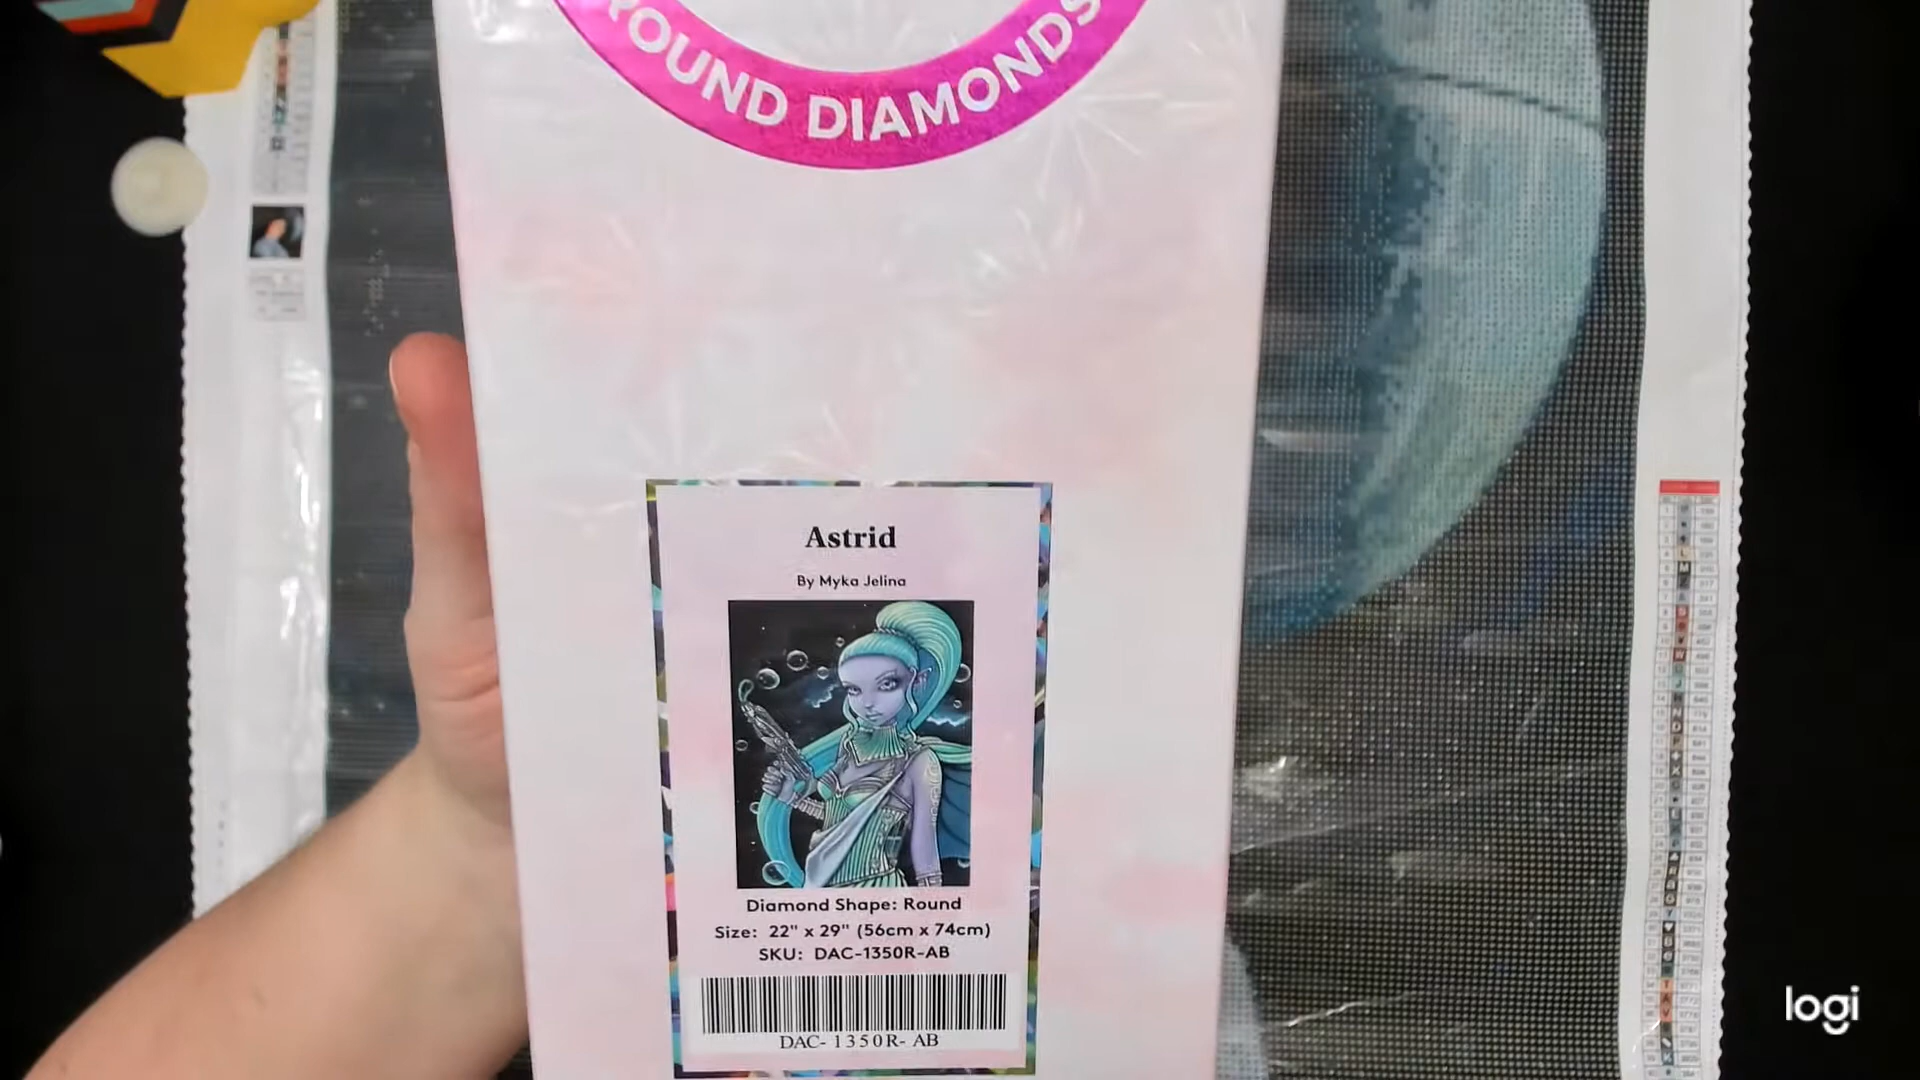 ROUND DIAMONDS
Astrid
By Myka Jelina
Diamond Shape: Round
Size: 22" x 29" (56cm x 74cm)
SKU: DAC-1350R-AB
DAC- 1350R- AB
logi